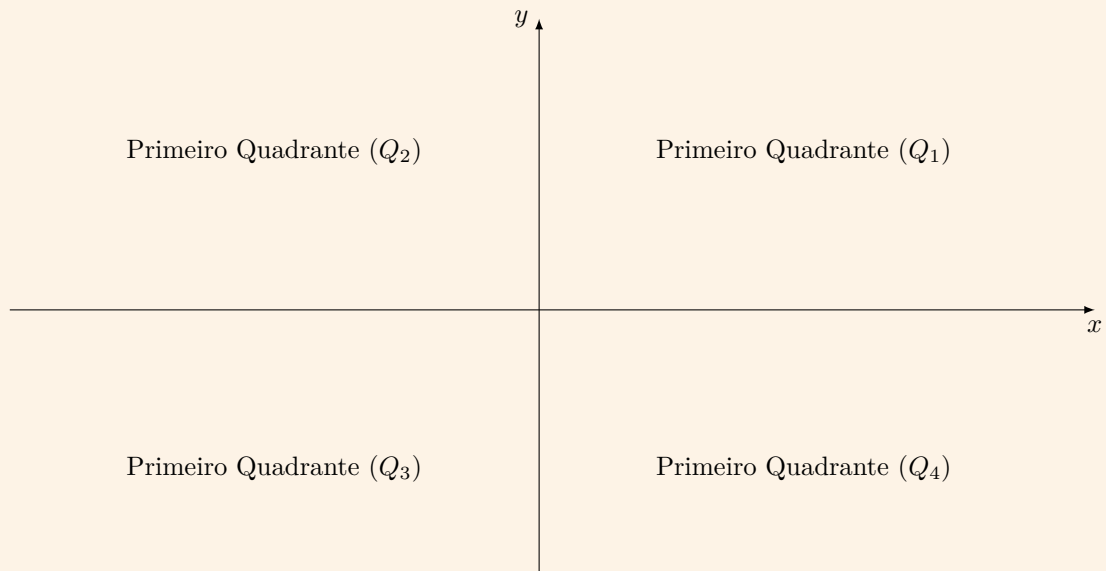 y
Primeiro Quadrante (Q₂)
Primeiro Quadrante (Q₁)
x
Primeiro Quadrante (Q₃)
Primeiro Quadrante (Q₄)